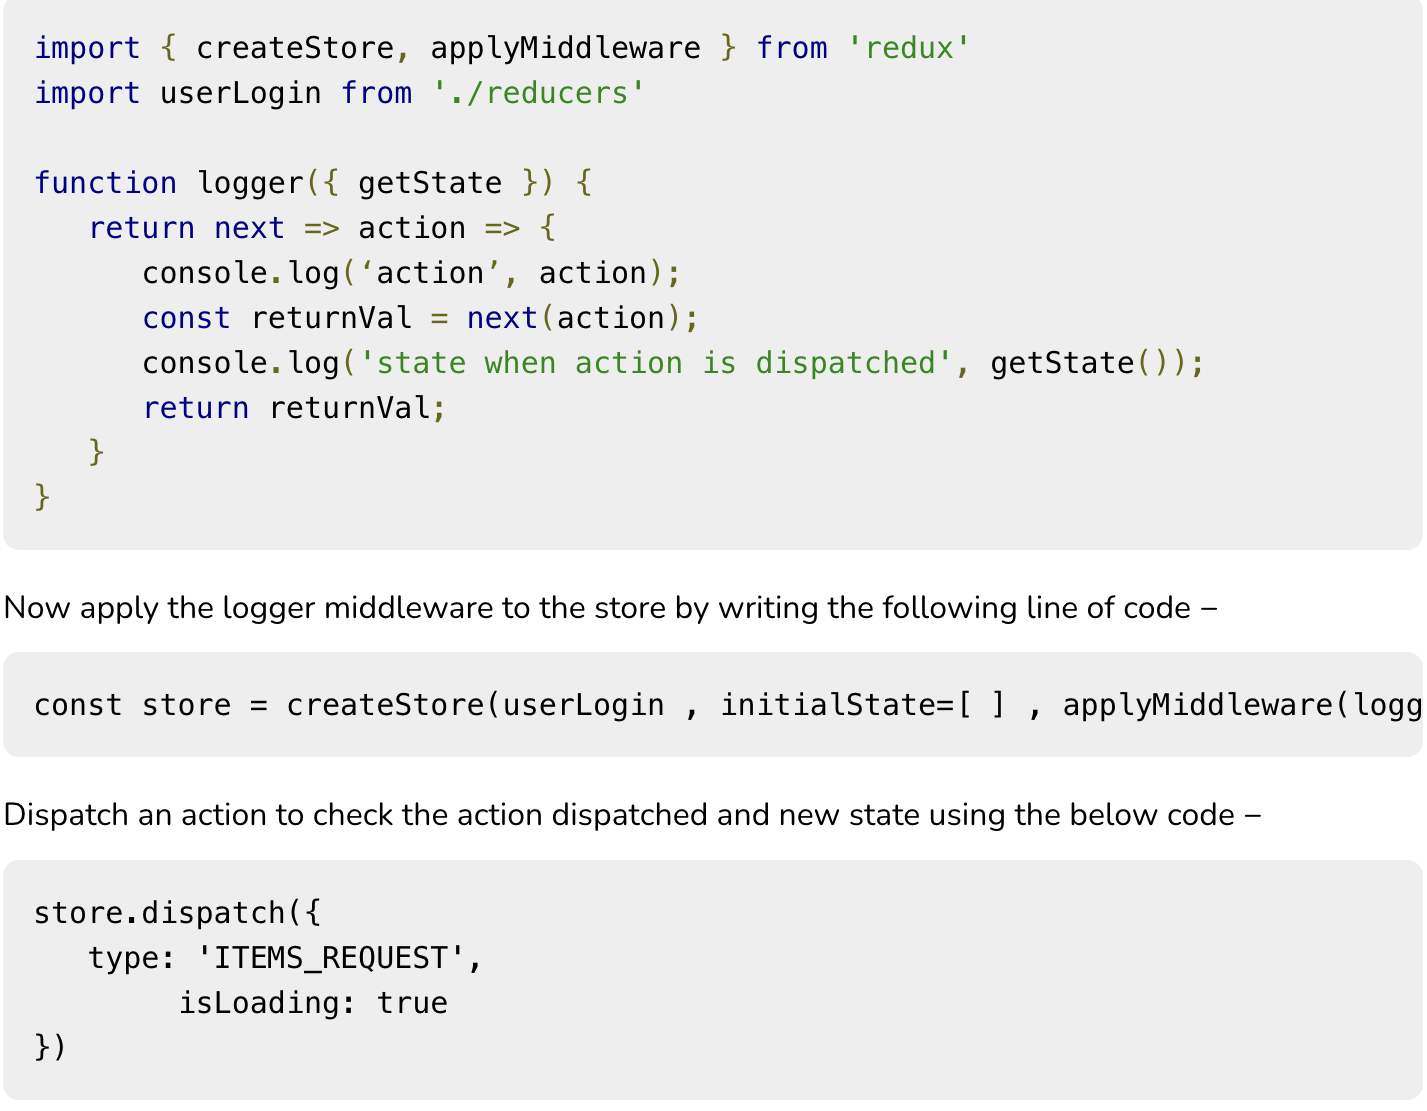 import { createStore, applyMiddleware } from 'redux'
import userLogin from './reducers'
function logger({ getState }) {
return next => action => {
console.log(‘action’, action);
const returnVal = next(action);
console.log('state when action is dispatched', getState());
return returnVal;
}
}
Now apply the logger middleware to the store by writing the following line of code −
const store = createStore(userLogin , initialState=[ ] , applyMiddleware(logg
Dispatch an action to check the action dispatched and new state using the below code −
store.dispatch({
type: 'ITEMS_REQUEST',
isLoading: true
})